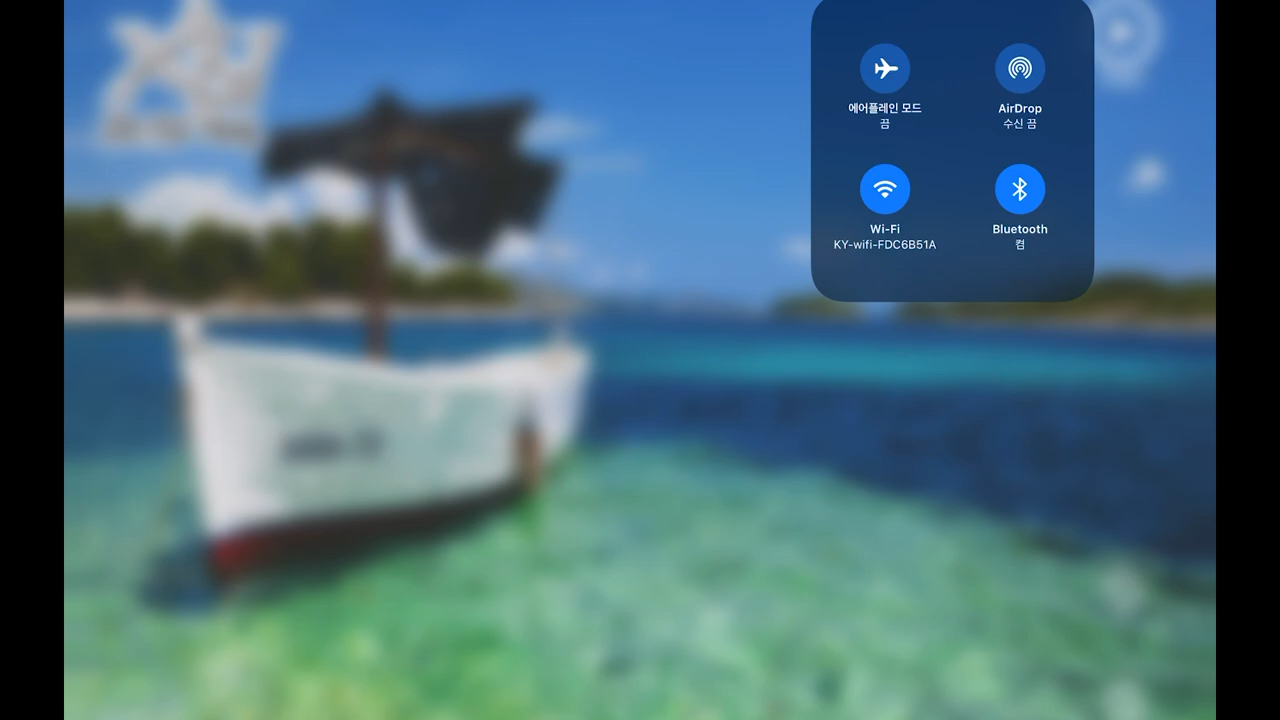 에어플레인 모드
끔
AirDrop
수신 끔
Wi-Fi
KY-wifi-FDC6B51A
Bluetooth
켬